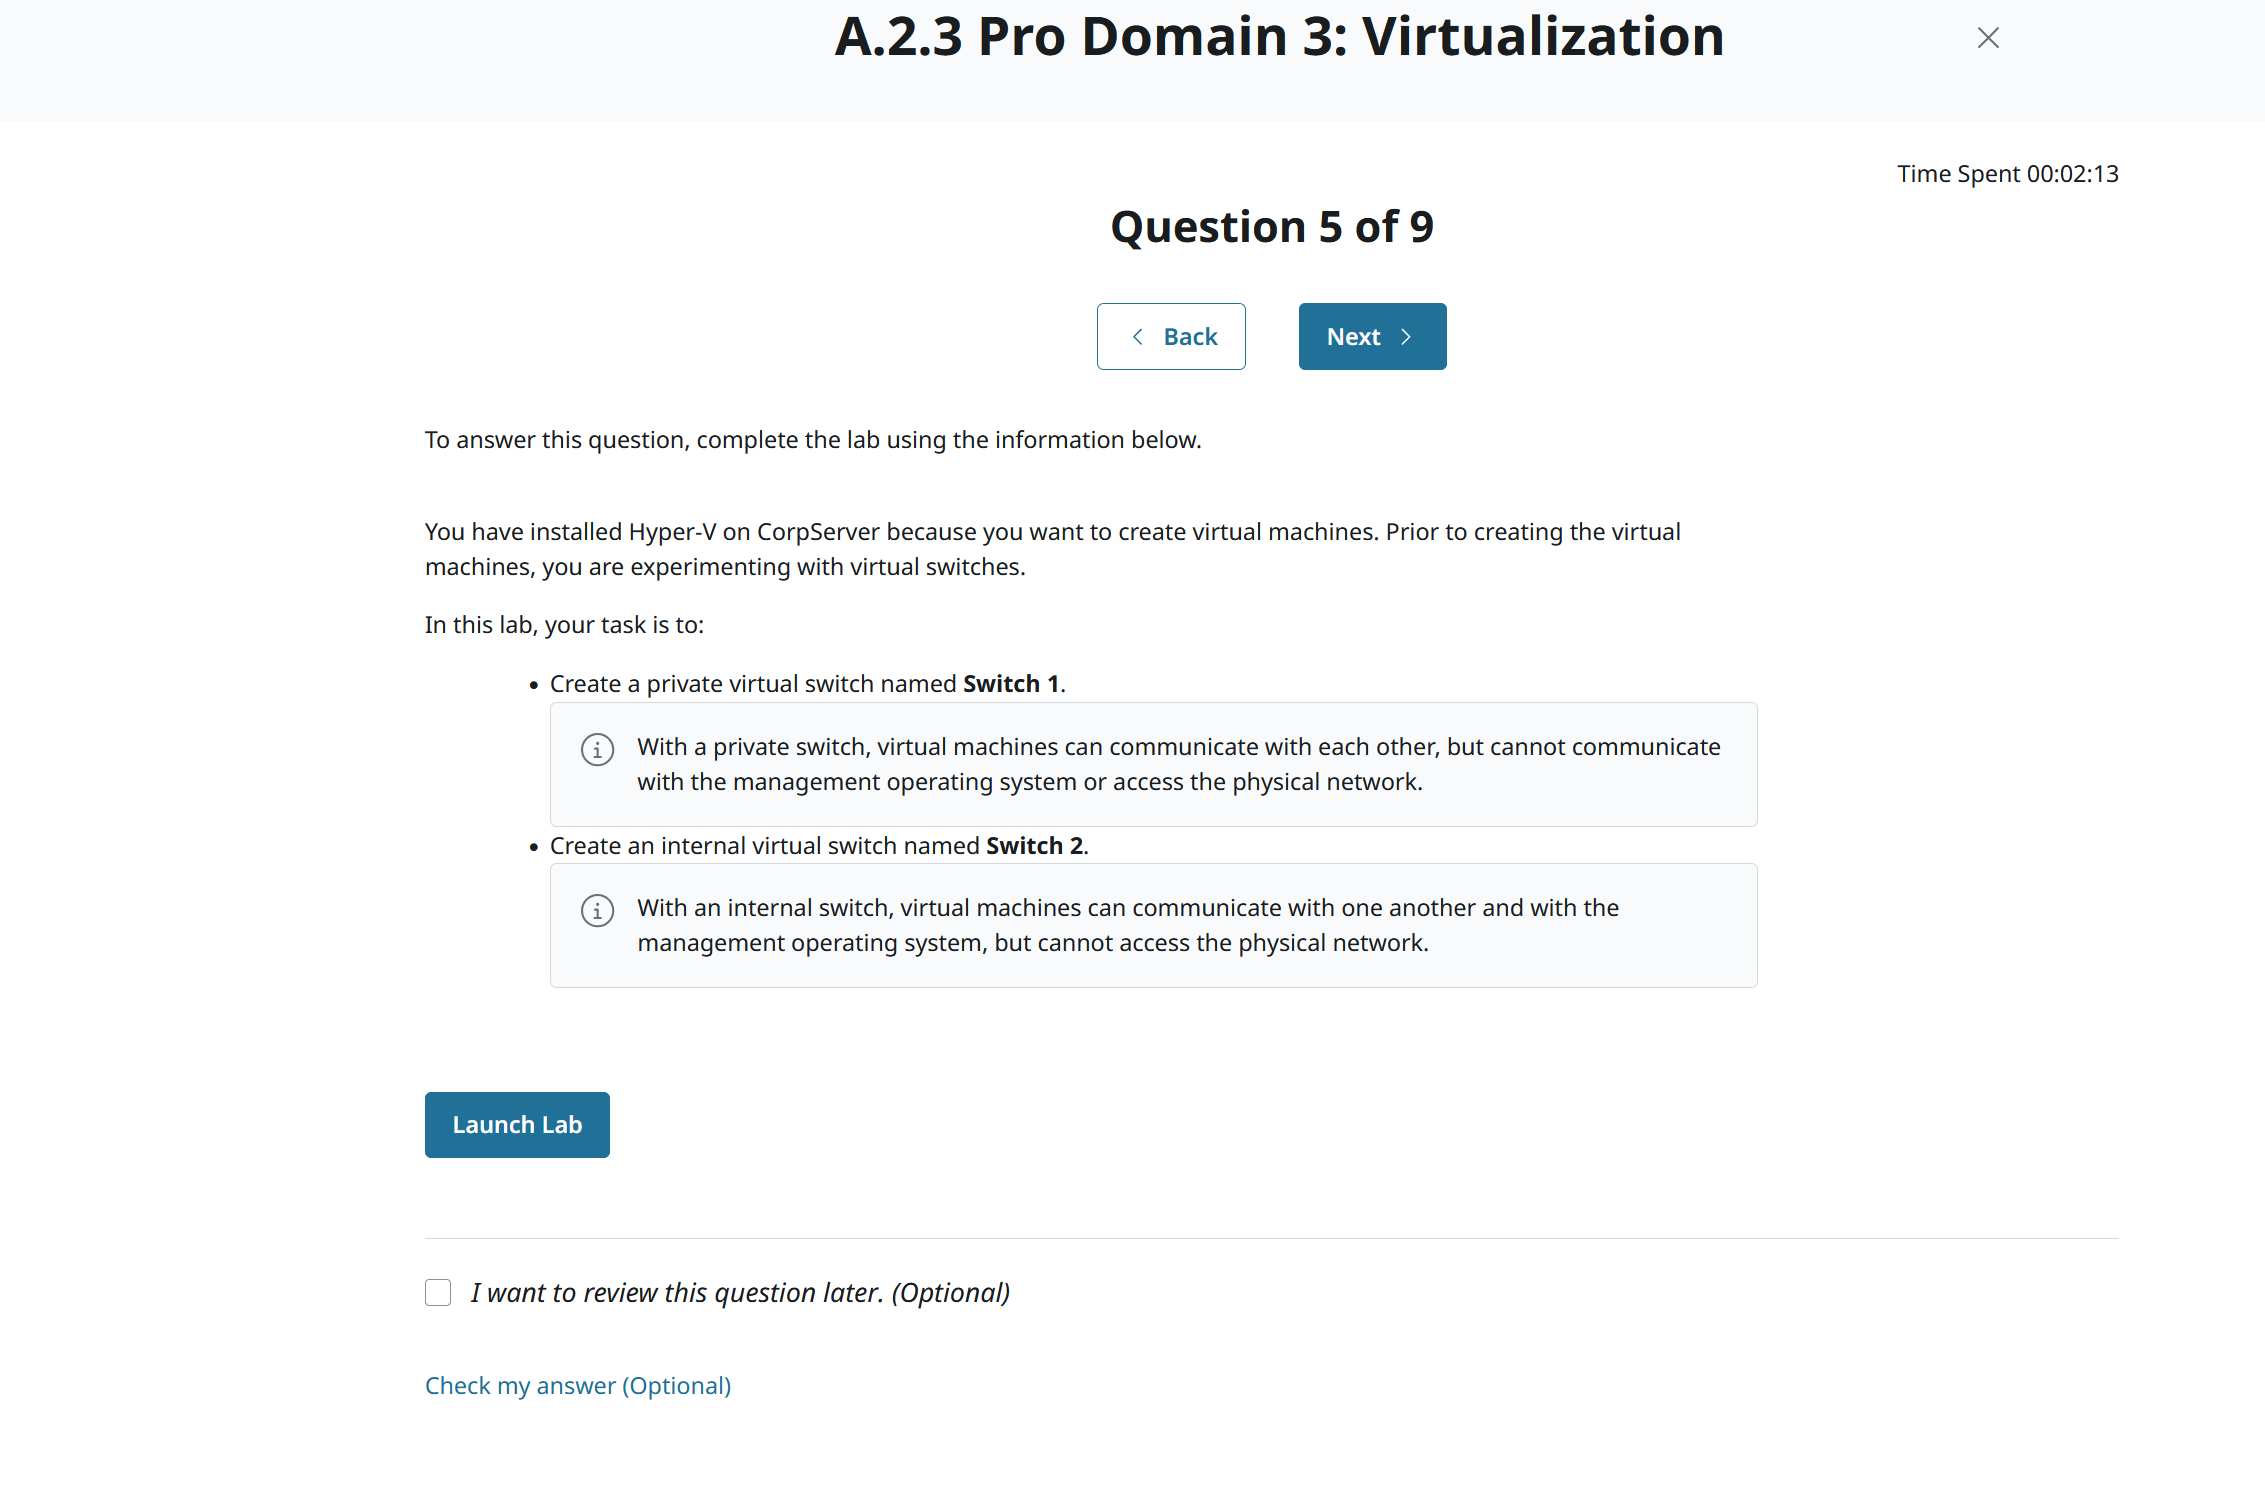 A.2.3 Pro Domain 3: Virtualization
Time Spent 00:02:13
Question 5 of 9
Back
Next
To answer this question, complete the lab using the information below.
You have installed Hyper-V on CorpServer because you want to create virtual machines. Prior to creating the virtual
machines, you are experimenting with virtual switches.
In this lab, your task is to:
• Create a private virtual switch named Switch 1.
With a private switch, virtual machines can communicate with each other, but cannot communicate
with the management operating system or access the physical network.
• Create an internal virtual switch named Switch 2.
With an internal switch, virtual machines can communicate with one another and with the
management operating system, but cannot access the physical network.
Launch Lab
I want to review this question later. (Optional)
Check my answer (Optional)